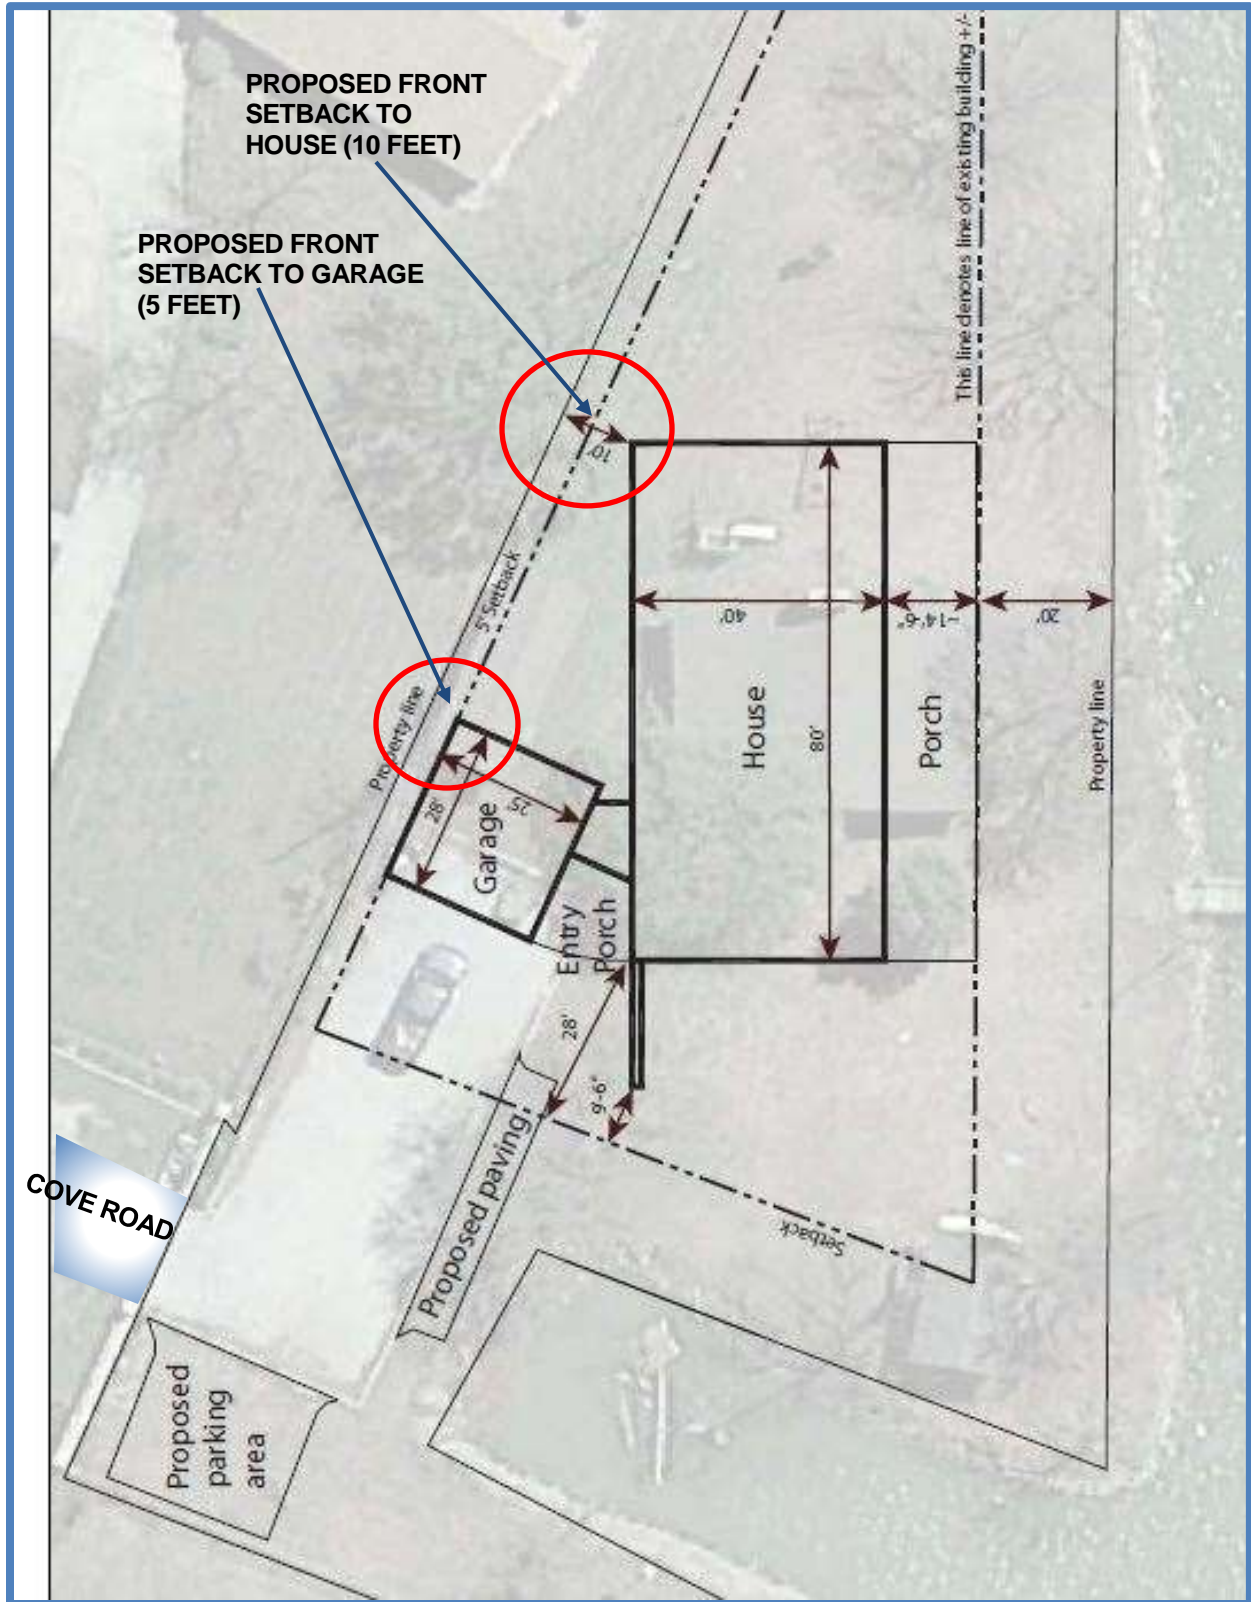 PROPOSED FRONT
SETBACK TO
HOUSE (10 FEET)
PROPOSED FRONT
SETBACK TO GARAGE
(5 FEET)
This line denotes line of existing building +/-
10'
5' Setback
Property line
28'
25'
Garage
House
40'
80'
~14'-6"
20'
Porch
Property line
Entry
Porch
28'
9'-6"
Proposed paving
Setback
COVE ROAD
Proposed
parking
area